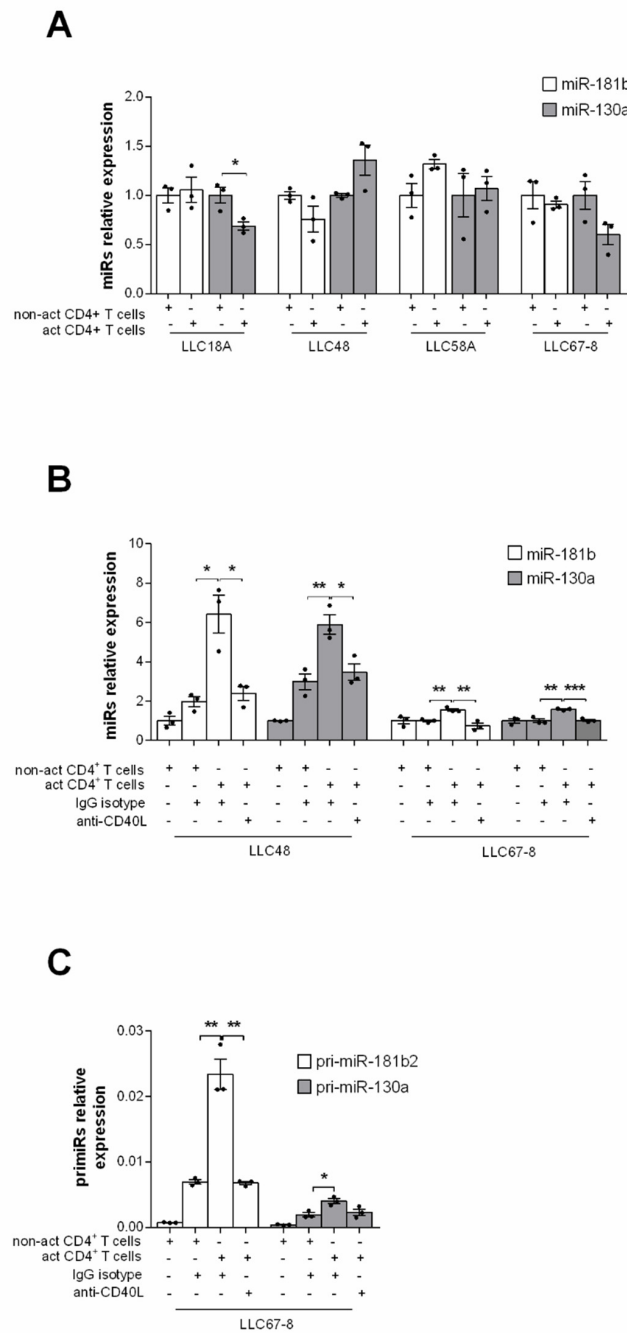 A
miR-181b
miR-130a
miRs relative expression
2.0
1.5
1.0
0.5
0.0
*
non-act CD4+ T cells + - + - + - + - + - + - + - + -
act CD4+ T cells - + - + - + - + - + - + - + - +
LLC18A LLC48 LLC58A LLC67-8
B
miR-181b
miR-130a
miRs relative expression
10
8
6
4
2
0
* * ** * ** ** ** ***
non-act CD4+ T cells + + - - + + - - + + - - + + - -
act CD4+ T cells - - + + - - + + - - + + - - + +
IgG isotype - + + - - + + - - + + - - + + -
anti-CD40L - - - + - - - + - - - + - - - +
LLC48 LLC67-8
C
pri-miR-181b2
pri-miR-130a
primiRs relative
expression
0.03
0.02
0.01
0.00
** ** *
non-act CD4+ T cells + + - - + + - -
act CD4+ T cells - - + + - - + +
IgG isotype - + + - - + + -
anti-CD40L - - - + - - - +
LLC67-8